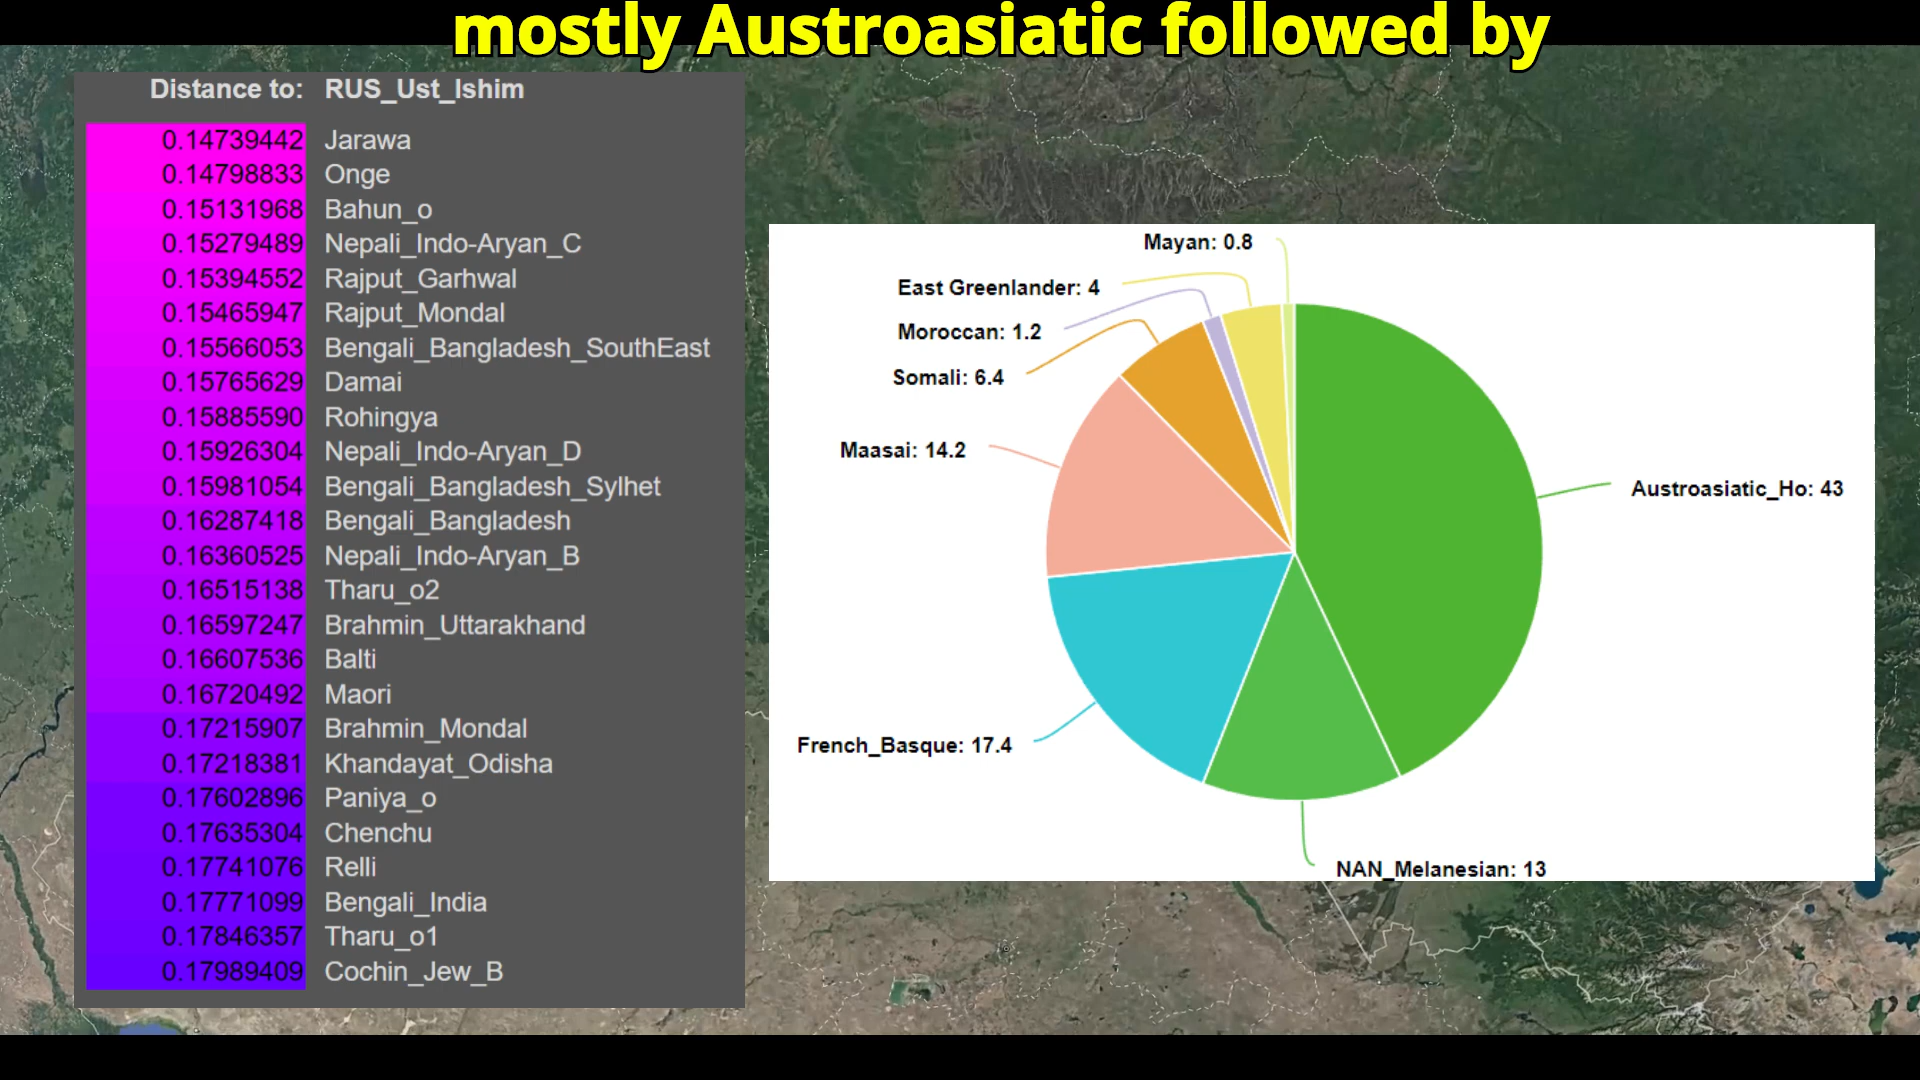 mostly Austroasiatic followed by
Distance to: RUS_Ust_Ishim
0.14739442 Jarawa
0.14798833 Onge
0.15131968 Bahun_o
0.15279489 Nepali_Indo-Aryan_C
0.15394552 Rajput_Garhwal
0.15465947 Rajput_Mondal
0.15566053 Bengali_Bangladesh_SouthEast
0.15765629 Damai
0.15885590 Rohingya
0.15926304 Nepali_Indo-Aryan_D
0.15981054 Bengali_Bangladesh_Sylhet
0.16287418 Bengali_Bangladesh
0.16360525 Nepali_Indo-Aryan_B
0.16515138 Tharu_o2
0.16597247 Brahmin_Uttarakhand
0.16607536 Balti
0.16720492 Maori
0.17215907 Brahmin_Mondal
0.17218381 Khandayat_Odisha
0.17602896 Paniya_o
0.17635304 Chenchu
0.17741076 Relli
0.17771099 Bengali_India
0.17846357 Tharu_o1
0.17989409 Cochin_Jew_B
Mayan: 0.8
East Greenlander: 4
Moroccan: 1.2
Somali: 6.4
Maasai: 14.2
Austroasiatic_Ho: 43
French_Basque: 17.4
NAN_Melanesian: 13